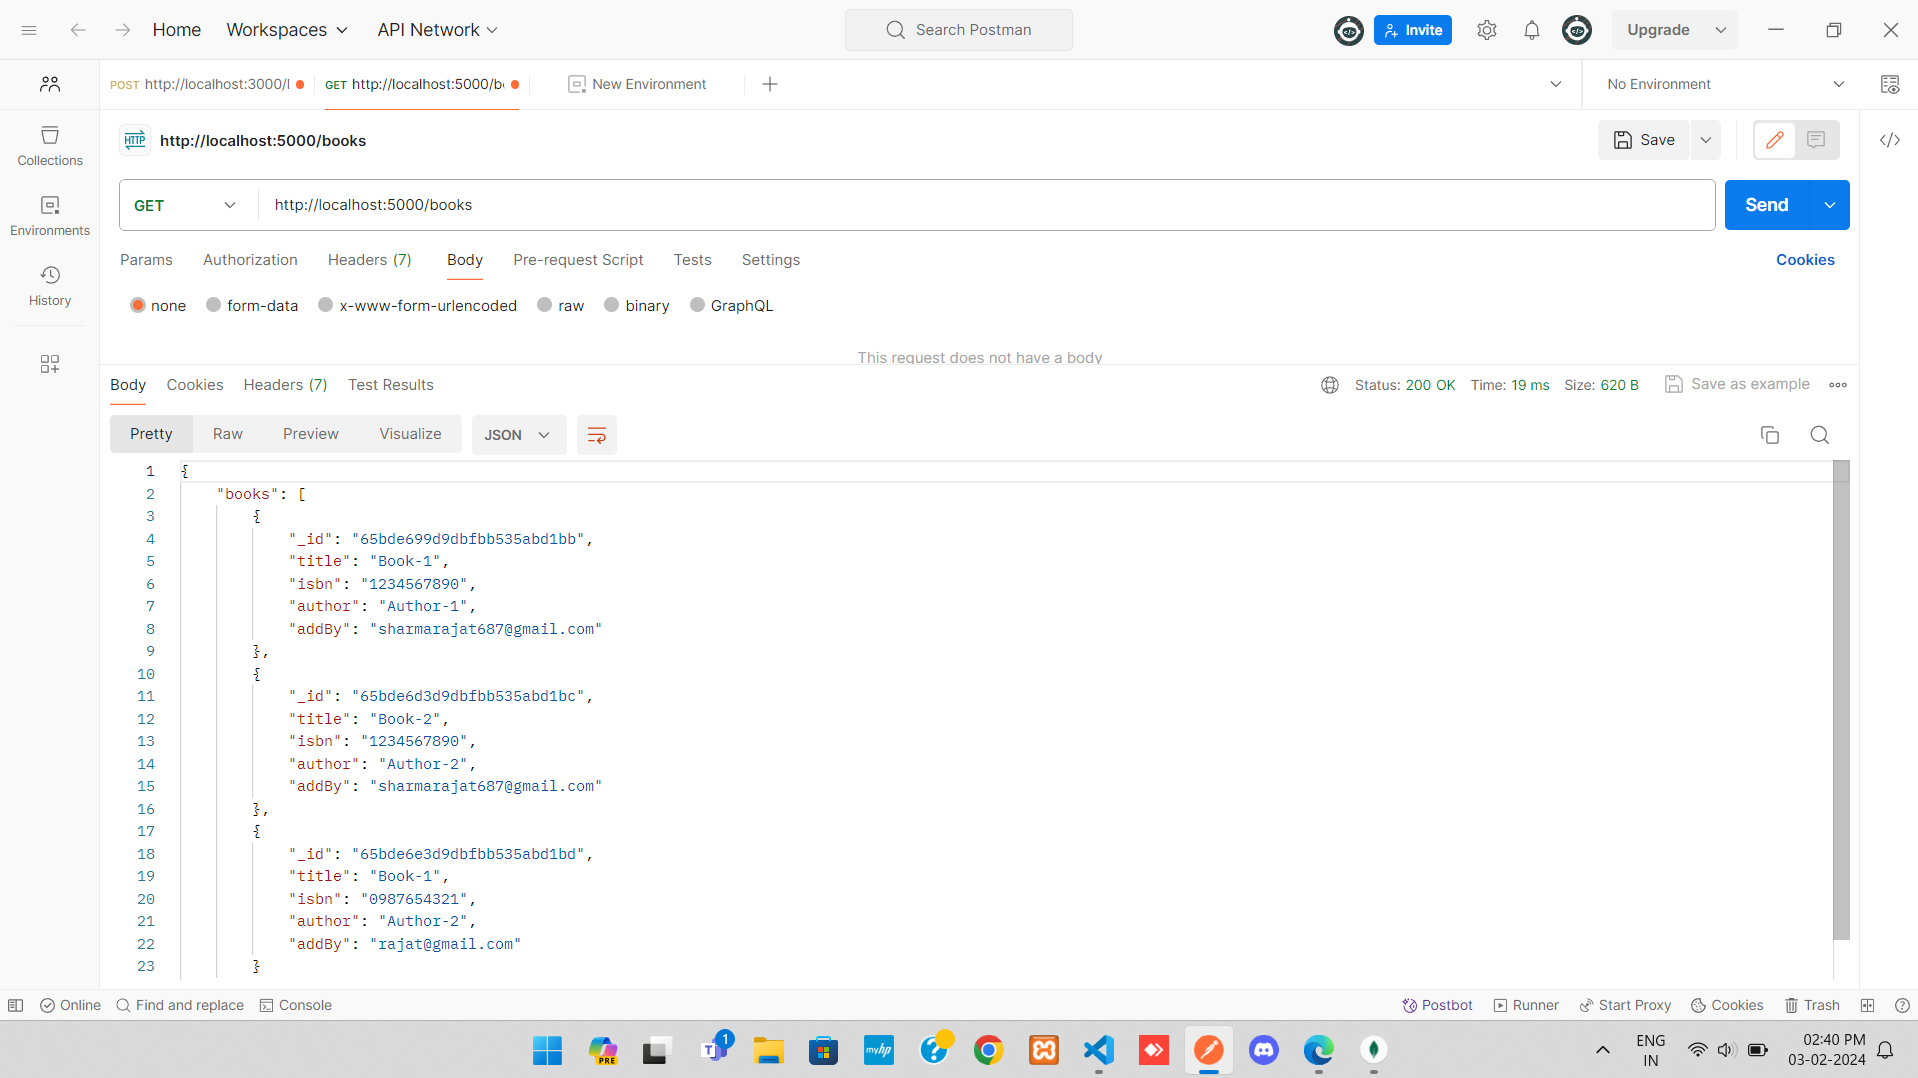 Home Workspaces API Network Search Postman Invite Upgrade
POST http://localhost:3000/l GET http://localhost:5000/b New Environment No Environment
HTTP http://localhost:5000/books Save
Collections
GET http://localhost:5000/books Send
Environments
Params Authorization Headers (7) Body Pre-request Script Tests Settings Cookies
History
none form-data x-www-form-urlencoded raw binary GraphQL
This request does not have a body
Body Cookies Headers (7) Test Results Status: 200 OK Time: 19 ms Size: 620 B Save as example
Pretty Raw Preview Visualize JSON
1 {
2 "books": [
3 {
4 "_id": "65bde699d9dbfbb535abd1bb",
5 "title": "Book-1",
6 "isbn": "1234567890",
7 "author": "Author-1",
8 "addBy": "sharmarajat687@gmail.com"
9 },
10 {
11 "_id": "65bde6d3d9dbfbb535abd1bc",
12 "title": "Book-2",
13 "isbn": "1234567890",
14 "author": "Author-2",
15 "addBy": "sharmarajat687@gmail.com"
16 },
17 {
18 "_id": "65bde6e3d9dbfbb535abd1bd",
19 "title": "Book-1",
20 "isbn": "0987654321",
21 "author": "Author-2",
22 "addBy": "rajat@gmail.com"
23 }
Online Find and replace Console Postbot Runner Start Proxy Cookies Trash
PRE T 1 myhp ? ENG 02:40 PM
IN 03-02-2024